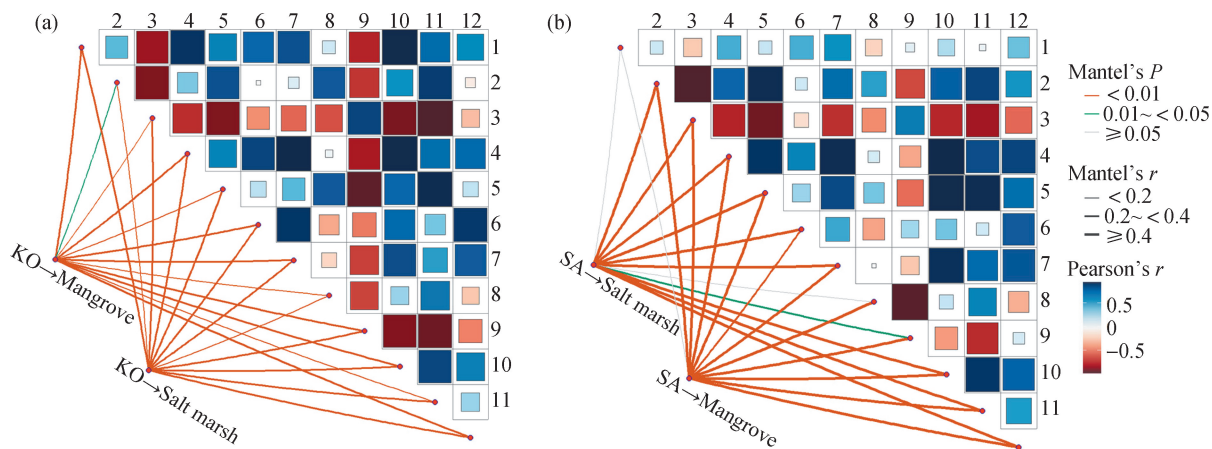 (a)
2 3 4 5 6 7 8 9 10 11 12
1
2
3
4
5
6
7
8
9
10
11
KO→Mangrove
KO→Salt marsh
(b)
2 3 4 5 6 7 8 9 10 11 12
1
2
3
4
5
6
7
8
9
10
11
SA→Salt marsh
SA→Mangrove
Mantel's P
< 0.01
0.01~< 0.05
⩾ 0.05
Mantel's r
< 0.2
0.2~< 0.4
⩾ 0.4
Pearson's r
0.5
0
−0.5